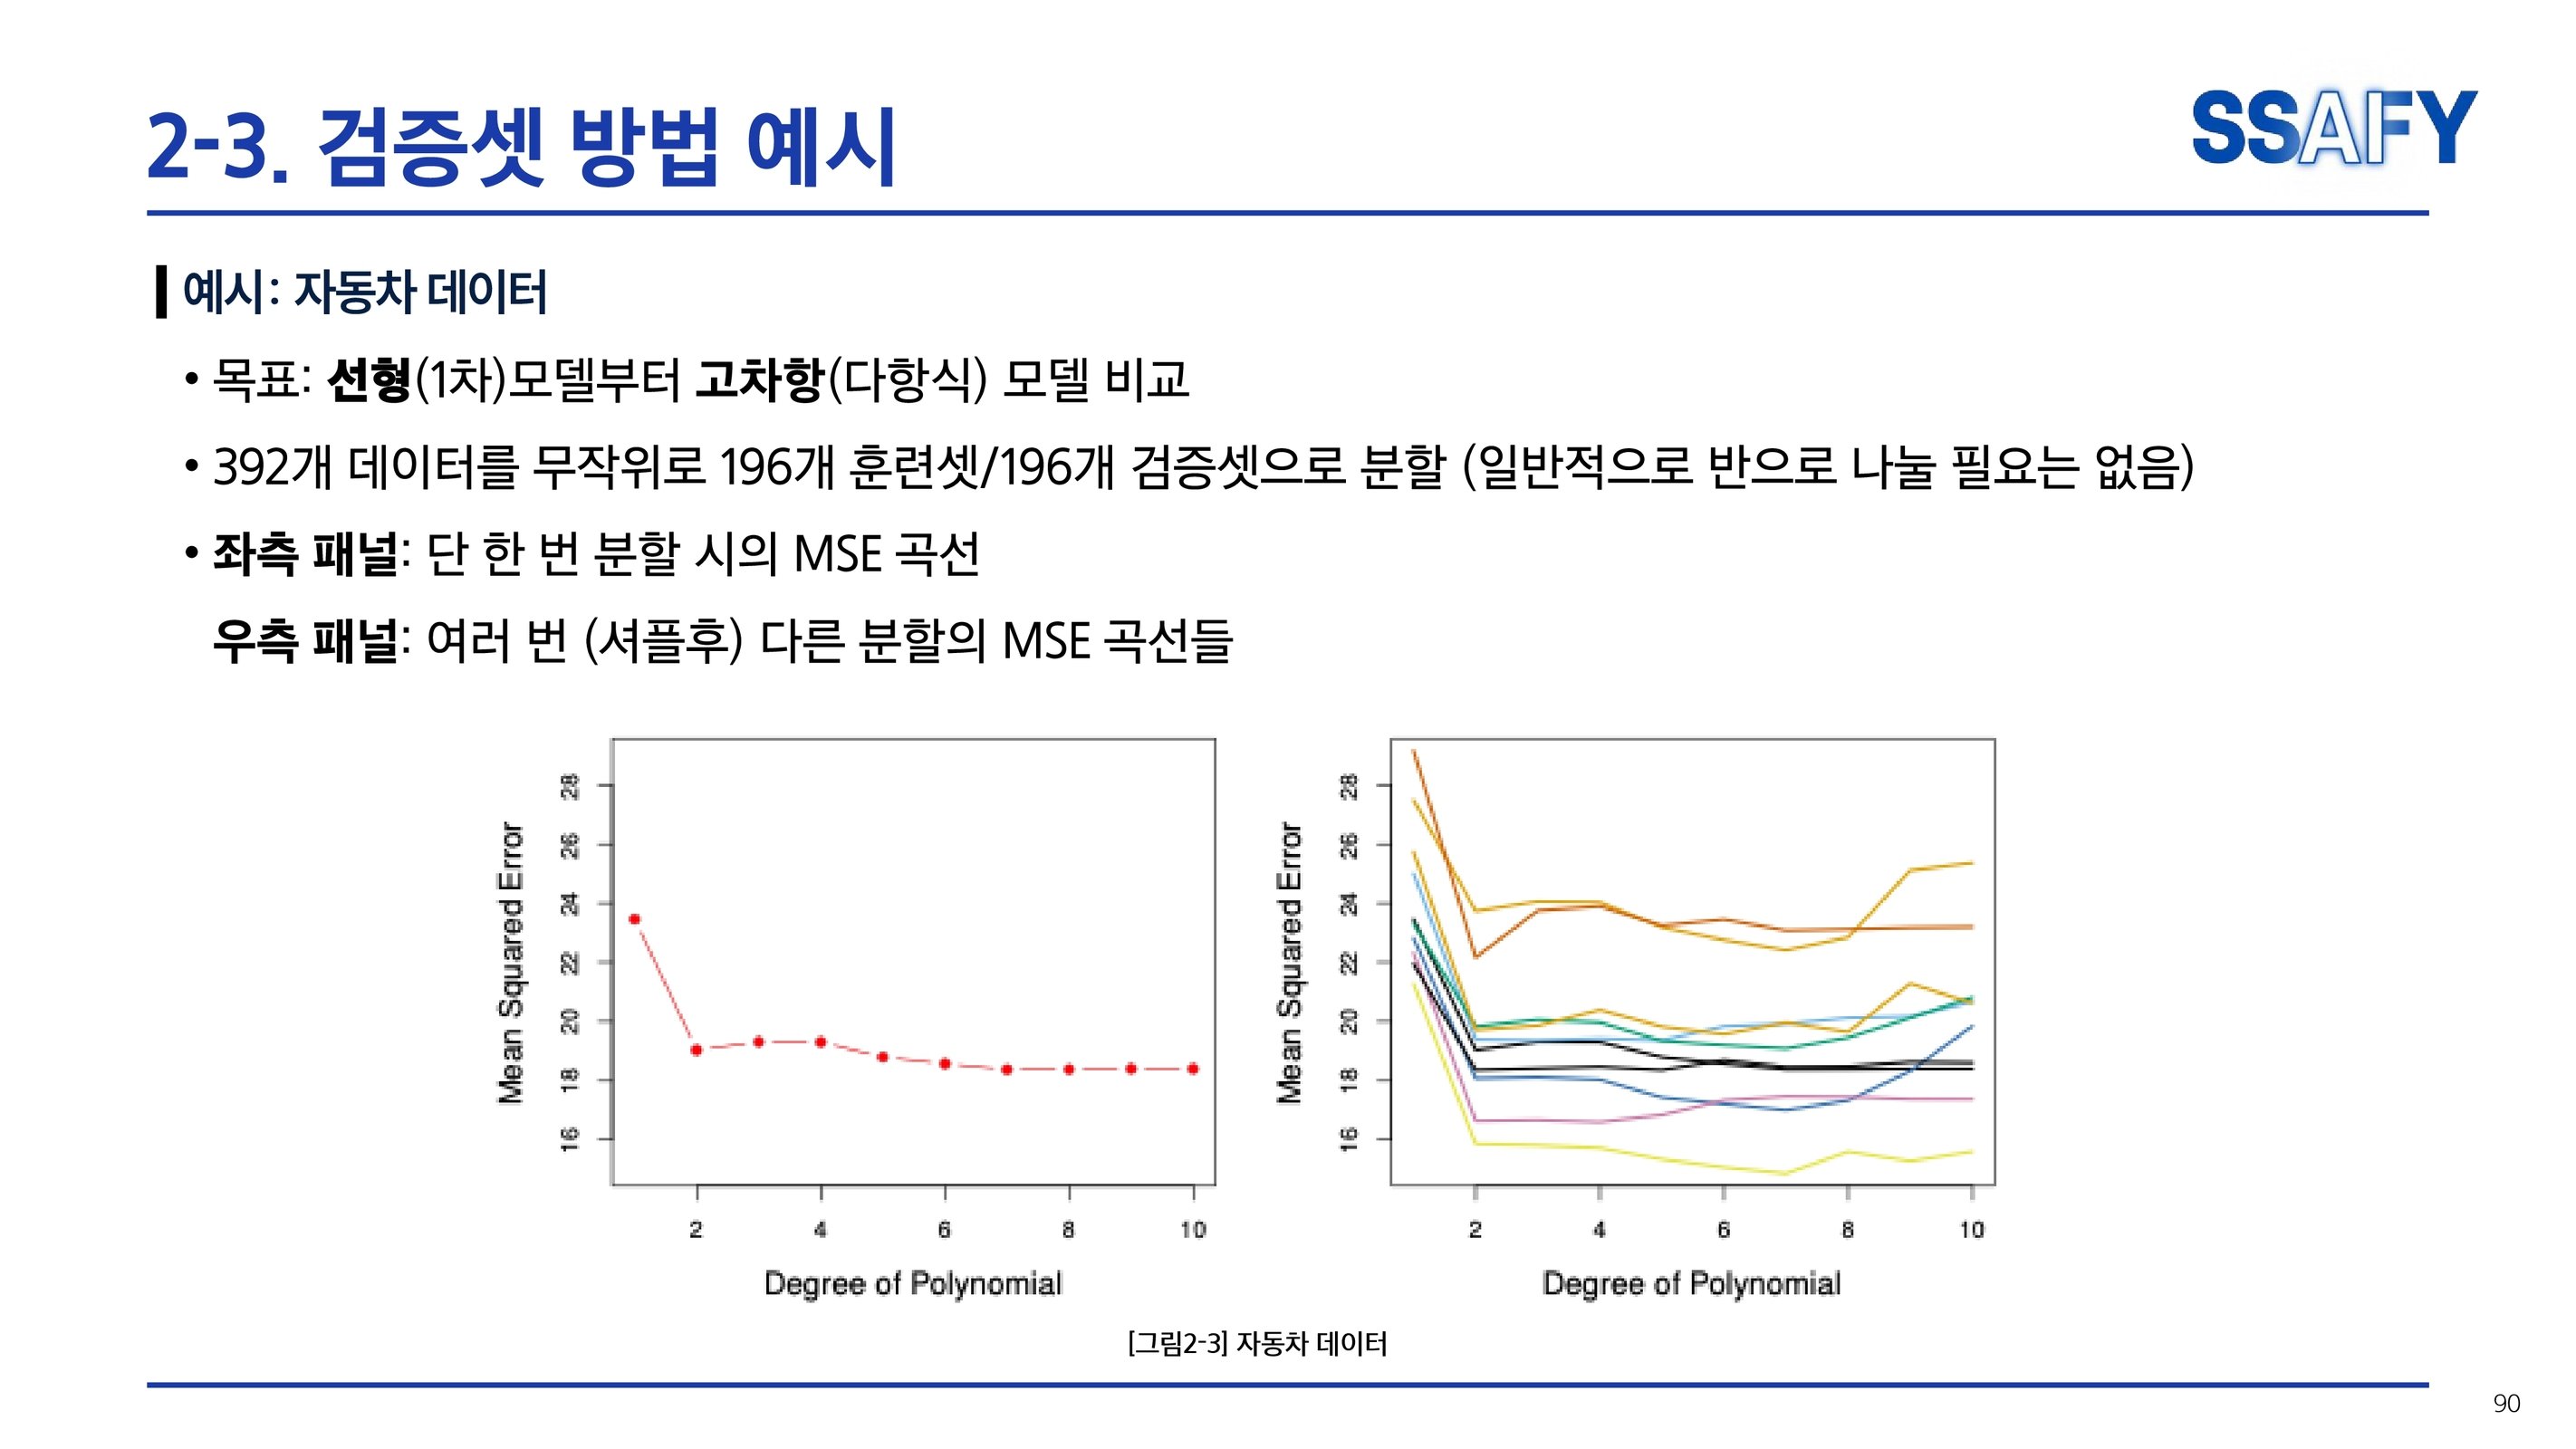 2-3. 검증셋 방법 예시
SSAFY
예시: 자동차 데이터
• 목표: 선형(1차)모델부터 고차항(다항식) 모델 비교
• 392개 데이터를 무작위로 196개 훈련셋/196개 검증셋으로 분할 (일반적으로 반으로 나눌 필요는 없음)
• 좌측 패널: 단 한 번 분할 시의 MSE 곡선
우측 패널: 여러 번 (셔플후) 다른 분할의 MSE 곡선들
Mean Squared Error
28
26
24
22
20
18
16
2 4 6 8 10
Degree of Polynomial
Mean Squared Error
28
26
24
22
20
18
16
2 4 6 8 10
Degree of Polynomial
[그림2-3] 자동차 데이터
90